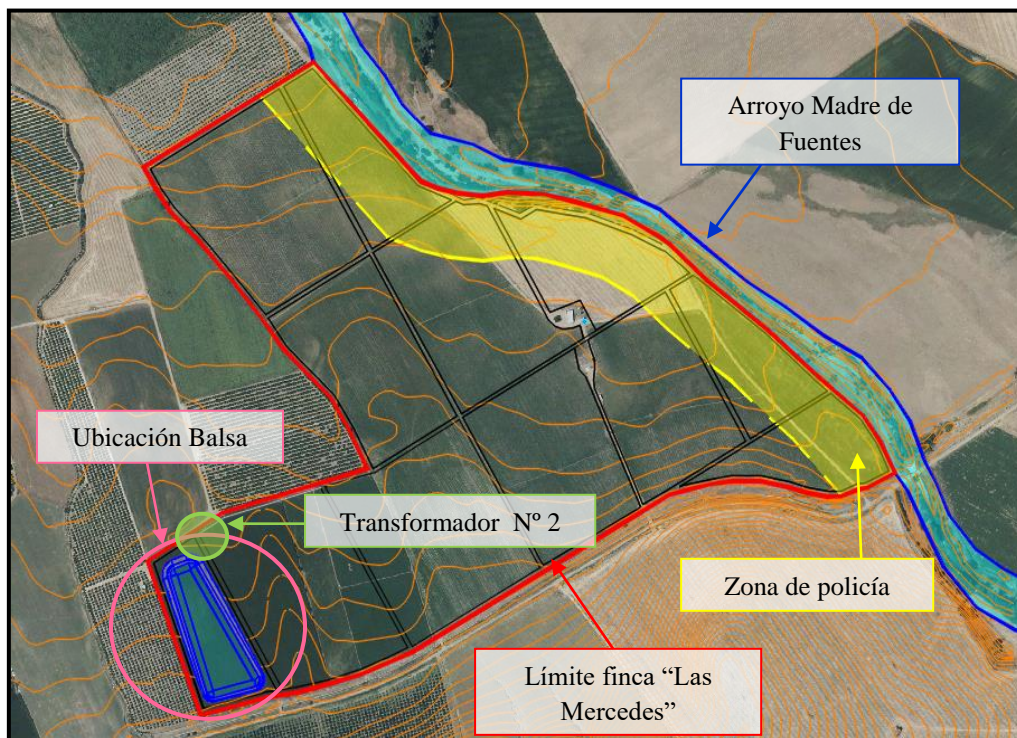 Arroyo Madre de
Fuentes
Ubicación Balsa
Transformador Nº 2
Zona de policía
Límite finca “Las
Mercedes”